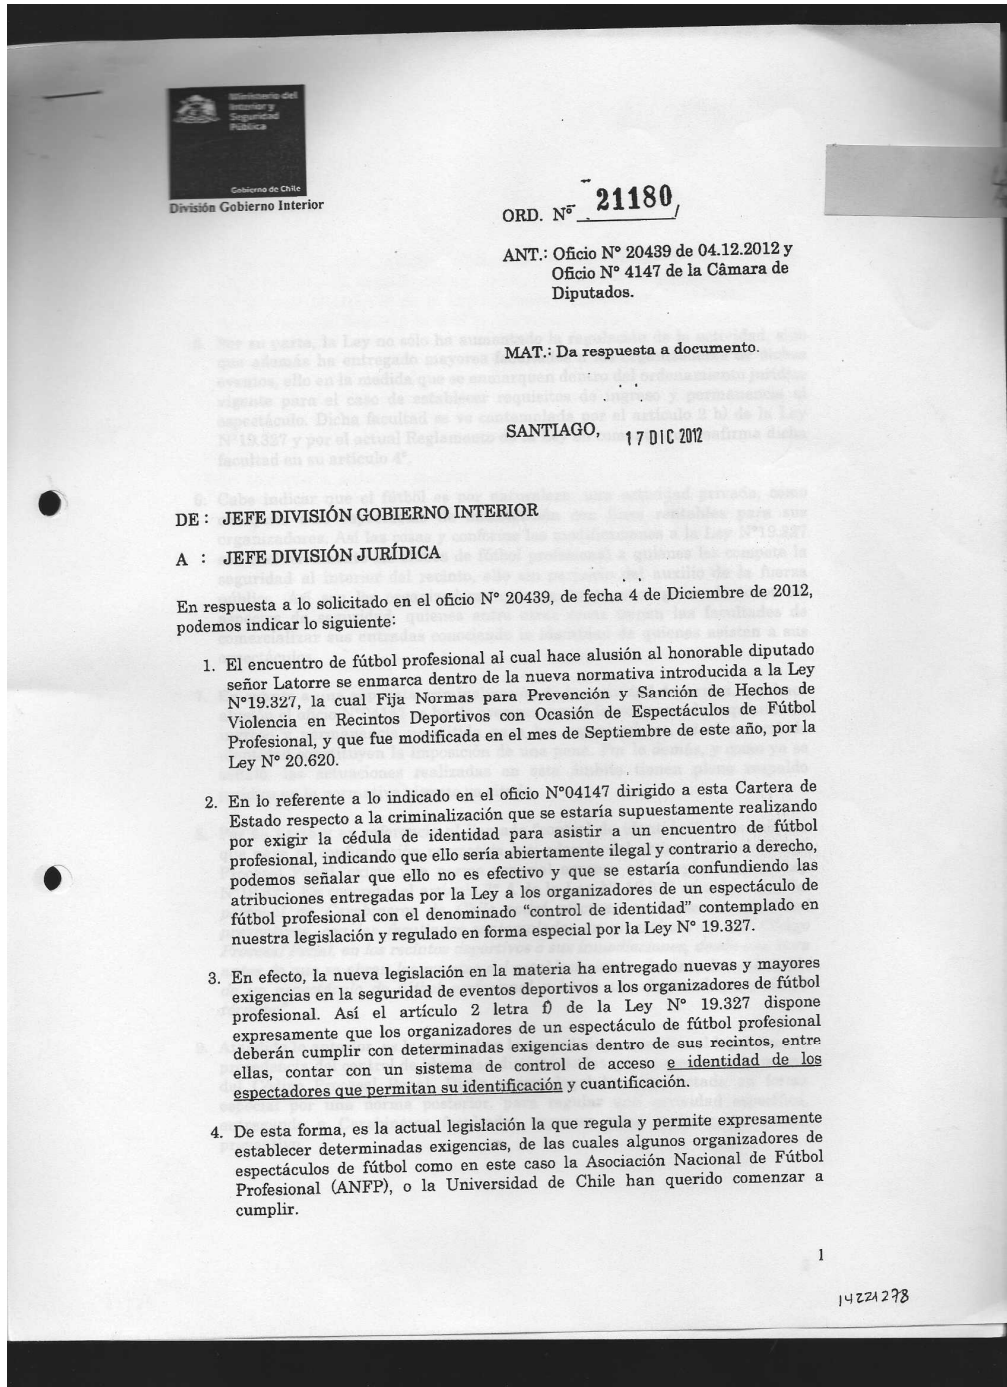 Ministerio del
Interior y
Seguridad
Pública
Gobierno de Chile
División Gobierno Interior
ORD. Nº 21180/
ANT.: Oficio Nº 20439 de 04.12.2012 y
Oficio Nº 4147 de la Câmara de
Diputados.
MAT.: Da respuesta a documento.
SANTIAGO, 17 DIC 2012
DE : JEFE DIVISIÓN GOBIERNO INTERIOR
A : JEFE DIVISIÓN JURÍDICA
En respuesta a lo solicitado en el oficio Nº 20439, de fecha 4 de Diciembre de 2012,
podemos indicar lo siguiente:
1. El encuentro de fútbol profesional al cual hace alusión al honorable diputado
señor Latorre se enmarca dentro de la nueva normativa introducida a la Ley
Nº19.327, la cual Fija Normas para Prevención y Sanción de Hechos de
Violencia en Recintos Deportivos con Ocasión de Espectáculos de Fútbol
Profesional, y que fue modificada en el mes de Septiembre de este año, por la
Ley Nº 20.620.
2. En lo referente a lo indicado en el oficio Nº04147 dirigido a esta Cartera de
Estado respecto a la criminalización que se estaría supuestamente realizando
por exigir la cédula de identidad para asistir a un encuentro de fútbol
profesional, indicando que ello sería abiertamente ilegal y contrario a derecho,
podemos señalar que ello no es efectivo y que se estaría confundiendo las
atribuciones entregadas por la Ley a los organizadores de un espectáculo de
fútbol profesional con el denominado “control de identidad” contemplado en
nuestra legislación y regulado en forma especial por la Ley Nº 19.327.
3. En efecto, la nueva legislación en la materia ha entregado nuevas y mayores
exigencias en la seguridad de eventos deportivos a los organizadores de fútbol
profesional. Así el artículo 2 letra f) de la Ley Nº 19.327 dispone
expresamente que los organizadores de un espectáculo de fútbol profesional
deberán cumplir con determinadas exigencias dentro de sus recintos, entre
ellas, contar con un sistema de control de acceso e identidad de los
espectadores que permitan su identificación y cuantificación.
4. De esta forma, es la actual legislación la que regula y permite expresamente
establecer determinadas exigencias, de las cuales algunos organizadores de
espectáculos de fútbol como en este caso la Asociación Nacional de Fútbol
Profesional (ANFP), o la Universidad de Chile han querido comenzar a
cumplir.
1
14221278